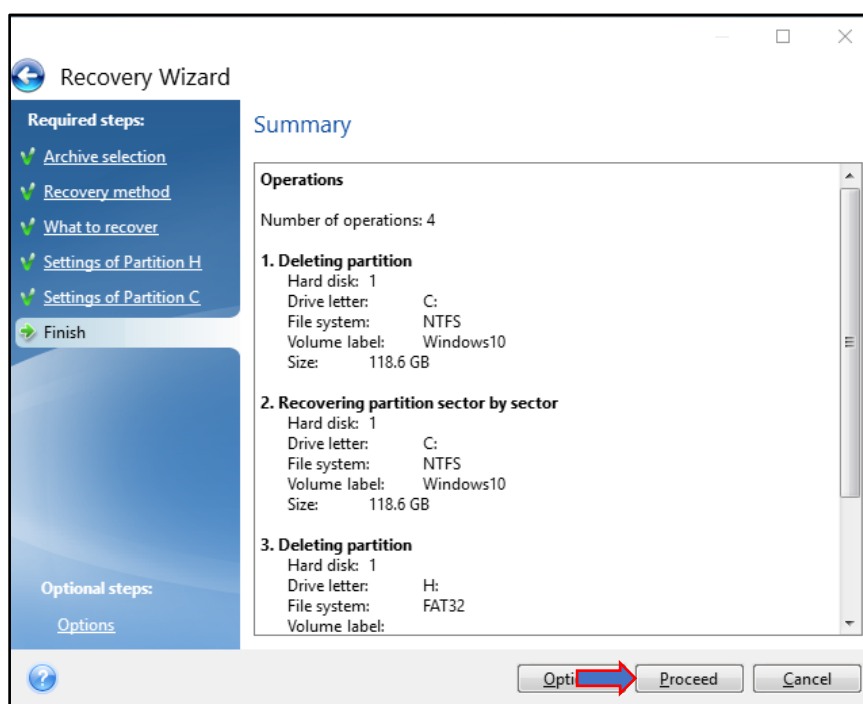 Recovery Wizard
Required steps:
Archive selection
Recovery method
What to recover
Settings of Partition H
Settings of Partition C
Finish
Optional steps:
Options
Summary
Operations
Number of operations: 4
1. Deleting partition
Hard disk: 1
Drive letter: C:
File system: NTFS
Volume label: Windows10
Size: 118.6 GB
2. Recovering partition sector by sector
Hard disk: 1
Drive letter: C:
File system: NTFS
Volume label: Windows10
Size: 118.6 GB
3. Deleting partition
Hard disk: 1
Drive letter: H:
File system: FAT32
Volume label:
Proceed
Cancel